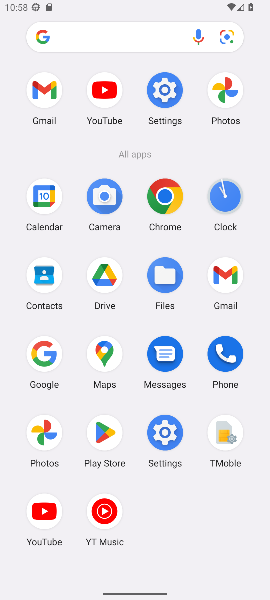 10:58
Gmail YouTube Settings Photos
All apps
10
Calendar Camera Chrome Clock
Contacts Drive Files Gmail
Google Maps Messages Phone
Photos Play Store Settings TMoble
YouTube YT Music